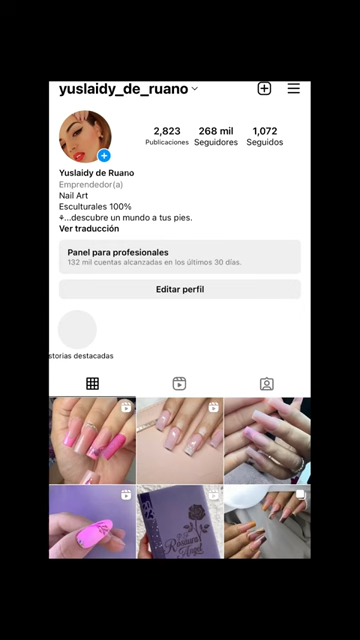 yuslaidy_de_ruano
2,823 268 mil 1,072
Publicaciones Seguidores Seguidos
Yuslaidy de Ruano
Emprendedor(a)
Nail Art
Esculturales 100%
⚘...descubre un mundo a tus pies.
Ver traducción
Panel para profesionales
132 mil cuentas alcanzadas en los últimos 30 días.
Editar perfil
storias destacadas
Angel